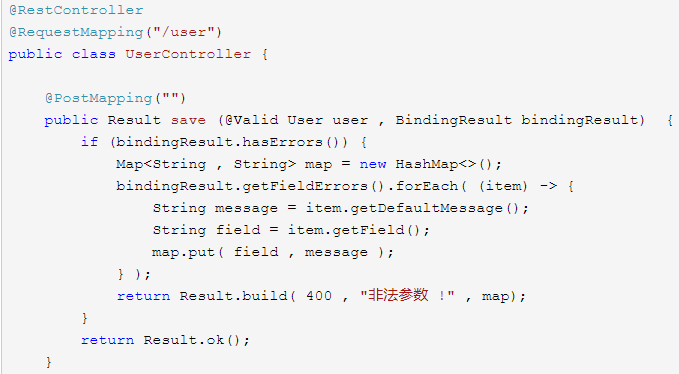 @RestController
@RequestMapping("/user")
public class UserController {
@PostMapping("")
public Result save (@Valid User user , BindingResult bindingResult)  {
if (bindingResult.hasErrors()) {
Map<String , String> map = new HashMap<>();
bindingResult.getFieldErrors().forEach( (item) -> {
String message = item.getDefaultMessage();
String field = item.getField();
map.put( field , message );
} );
return Result.build( 400 , "非法参数 !" , map);
}
return Result.ok();
}